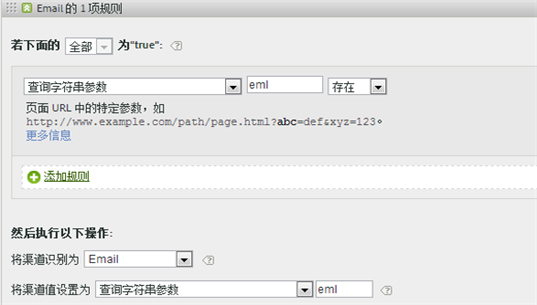 Email 的 1 项规则
若下面的 全部 为"true":
查询字符串参数 eml 存在
页面 URL 中的特定参数，如
http://www.example.com/path/page.html?abc=def&xyz=123。
更多信息
添加规则
然后执行以下操作:
将渠道识别为 Email
将渠道值设置为 查询字符串参数 eml